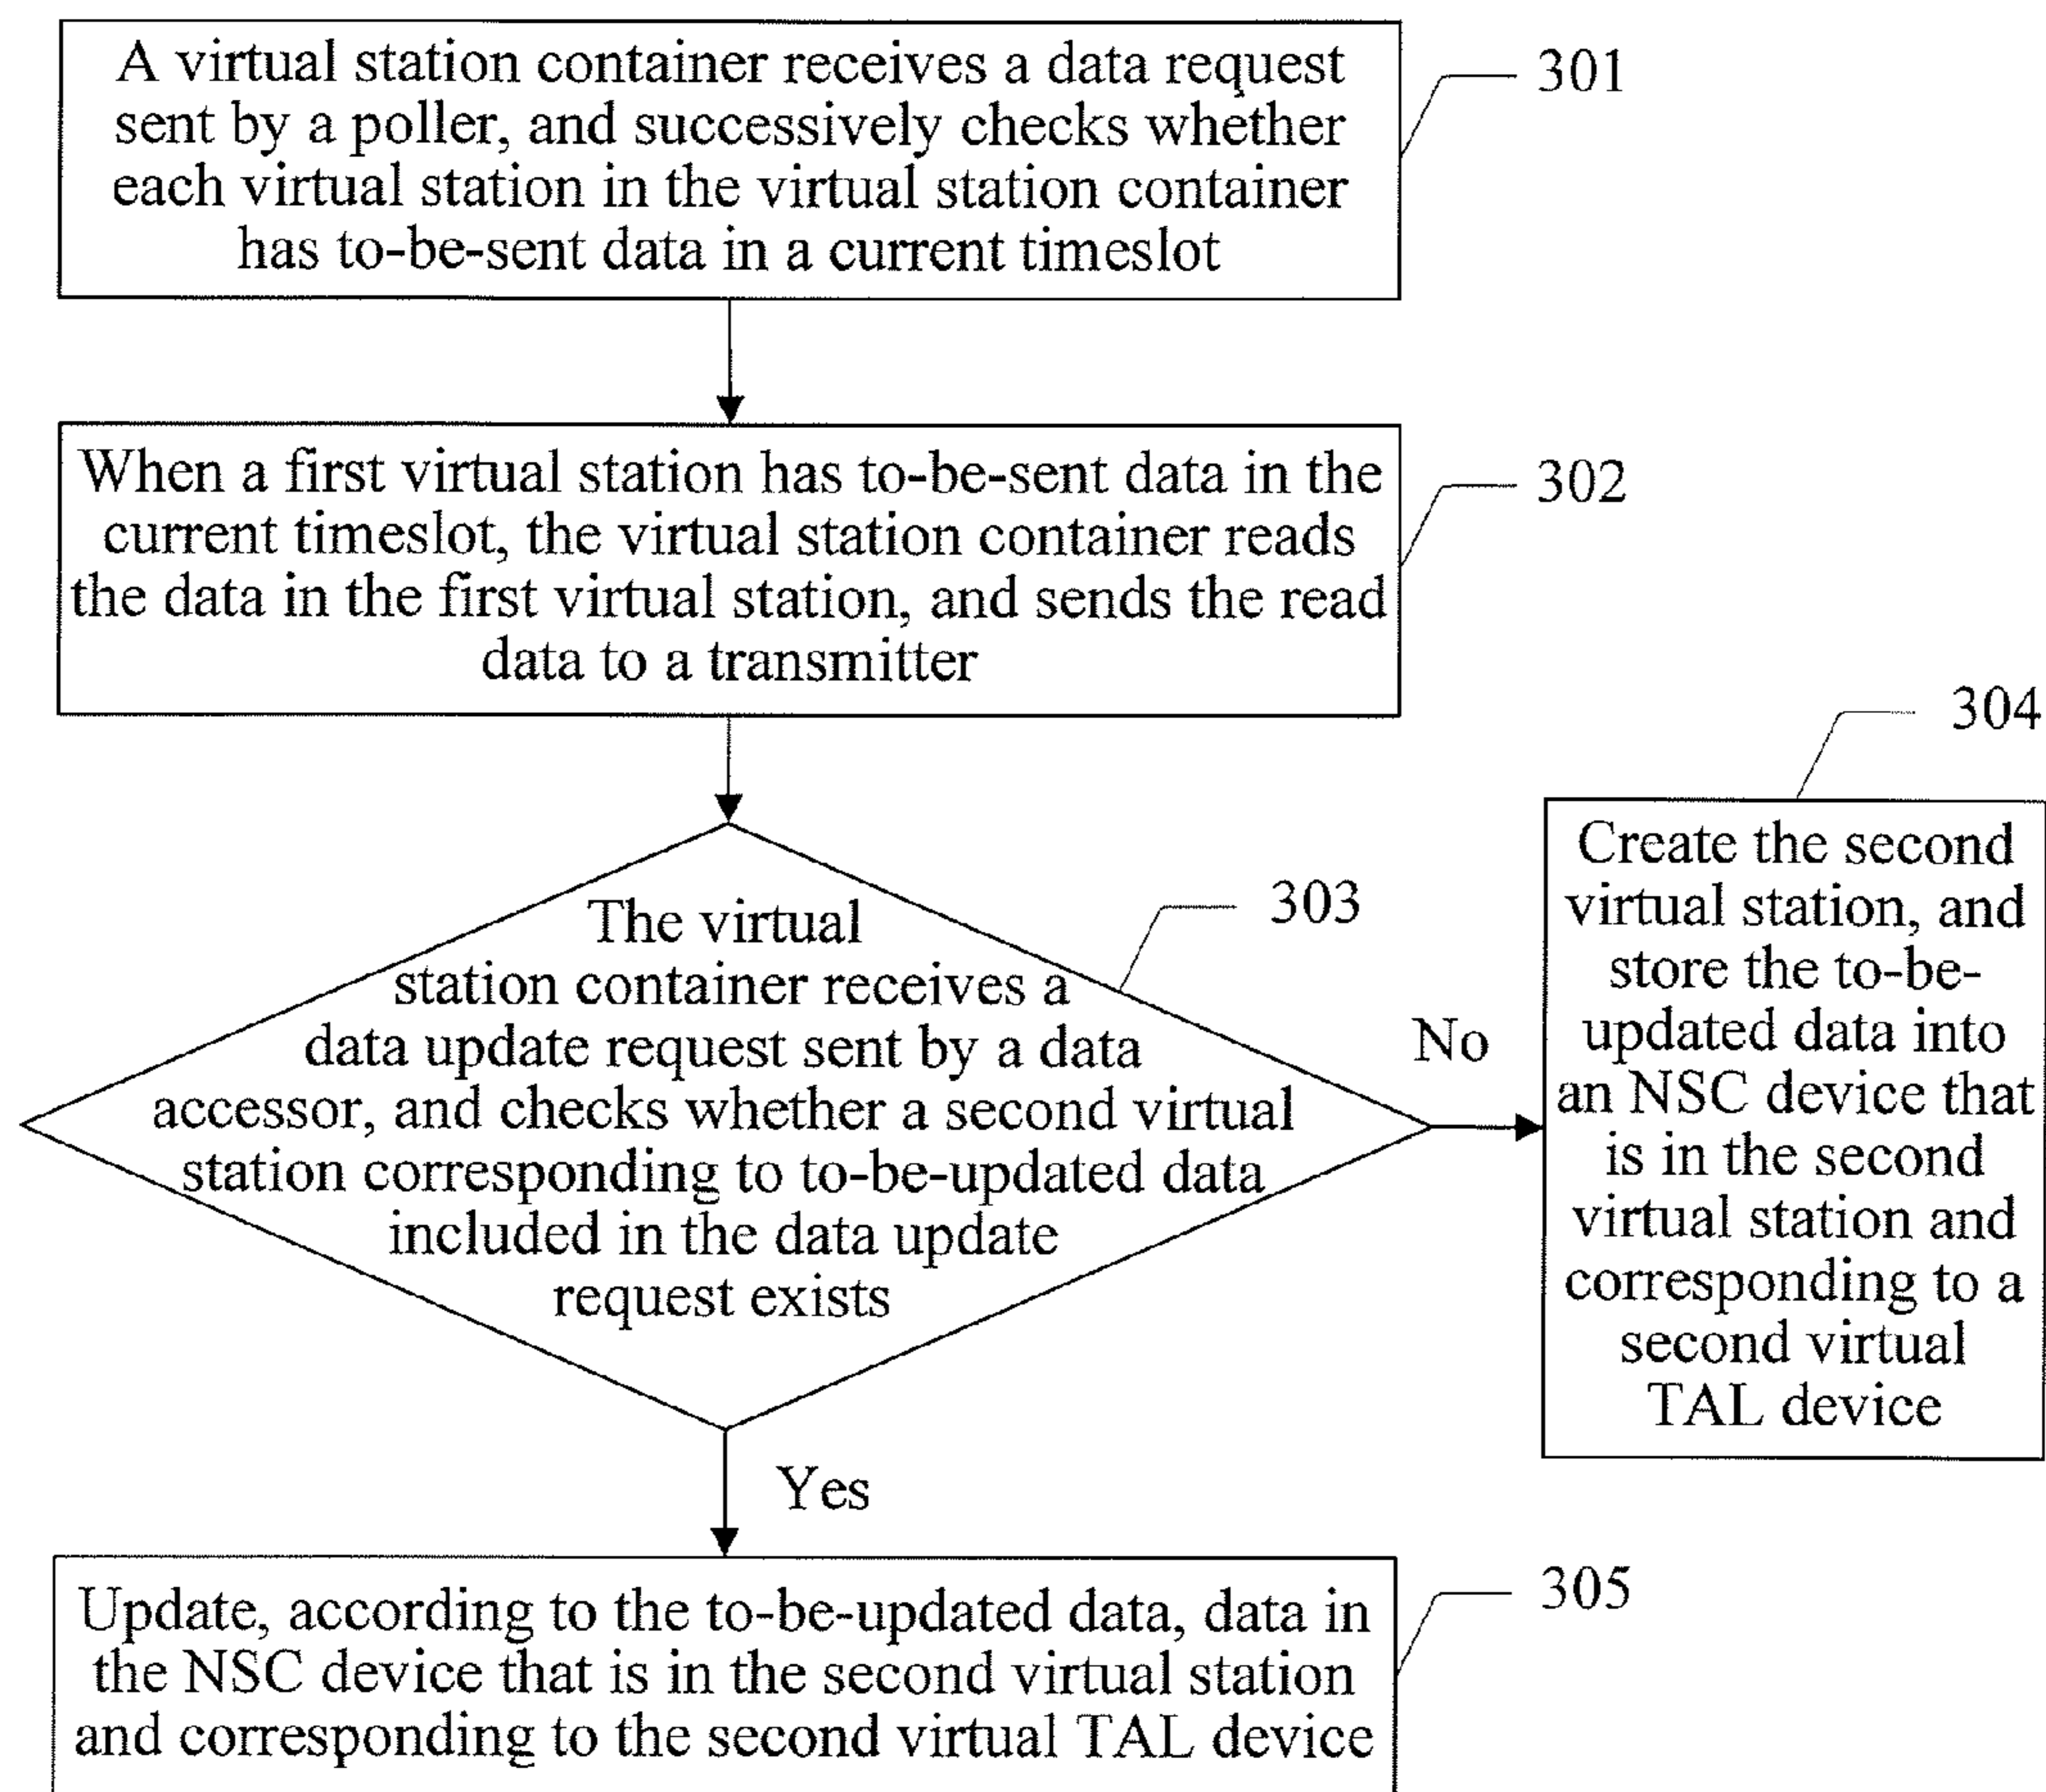 A virtual station container receives a data request
sent by a poller, and successively checks whether
each virtual station in the virtual station container
has to-be-sent data in a current timeslot
301
When a first virtual station has to-be-sent data in the
current timeslot, the virtual station container reads
the data in the first virtual station, and sends the read
data to a transmitter
302
The virtual
station container receives a
data update request sent by a data
accessor, and checks whether a second virtual
station corresponding to to-be-updated data
included in the data update
request exists
303
No
304
Create the second
virtual station, and
store the to-be-
updated data into
an NSC device that
is in the second
virtual station and
corresponding to a
second virtual
TAL device
Yes
Update, according to the to-be-updated data, data in
the NSC device that is in the second virtual station
and corresponding to the second virtual TAL device
305